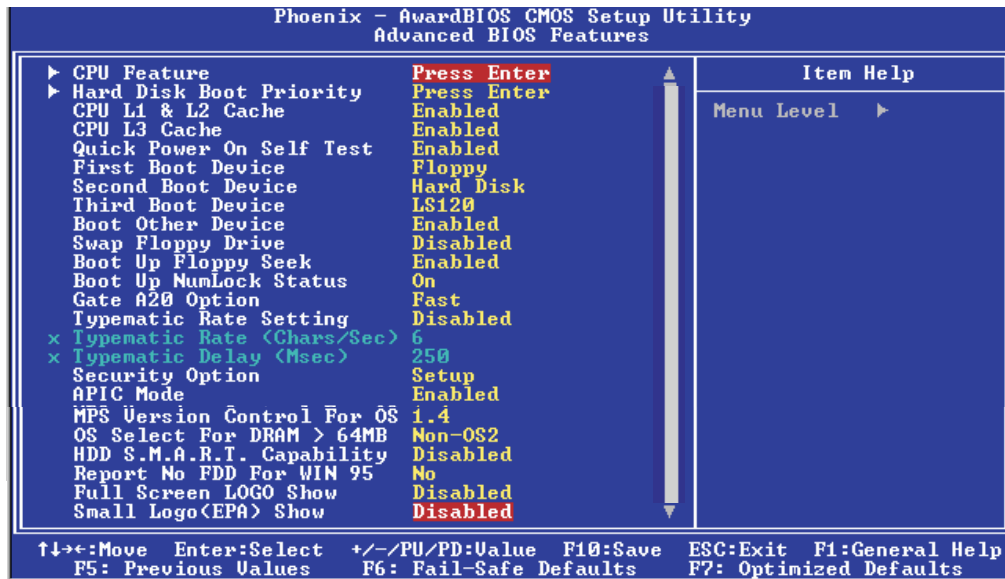 Phoenix - AwardBIOS CMOS Setup Utility
Advanced BIOS Features
CPU Feature Press Enter
Hard Disk Boot Priority Press Enter
CPU L1 & L2 Cache Enabled
CPU L3 Cache Enabled
Quick Power On Self Test Enabled
First Boot Device Floppy
Second Boot Device Hard Disk
Third Boot Device LS120
Boot Other Device Enabled
Swap Floppy Drive Disabled
Boot Up Floppy Seek Enabled
Boot Up NumLock Status On
Gate A20 Option Fast
Typematic Rate Setting Disabled
x Typematic Rate (Chars/Sec) 6
x Typematic Delay (Msec) 250
Security Option Setup
APIC Mode Enabled
MPS Version Control For OS 1.4
OS Select For DRAM > 64MB Non-OS2
HDD S.M.A.R.T. Capability Disabled
Report No FDD For WIN 95 No
Full Screen LOGO Show Disabled
Small Logo(EPA) Show Disabled
Item Help
Menu Level
↑↓→←:Move Enter:Select +/-/PU/PD:Value F10:Save ESC:Exit F1:General Help
F5: Previous Values F6: Fail-Safe Defaults F7: Optimized Defaults